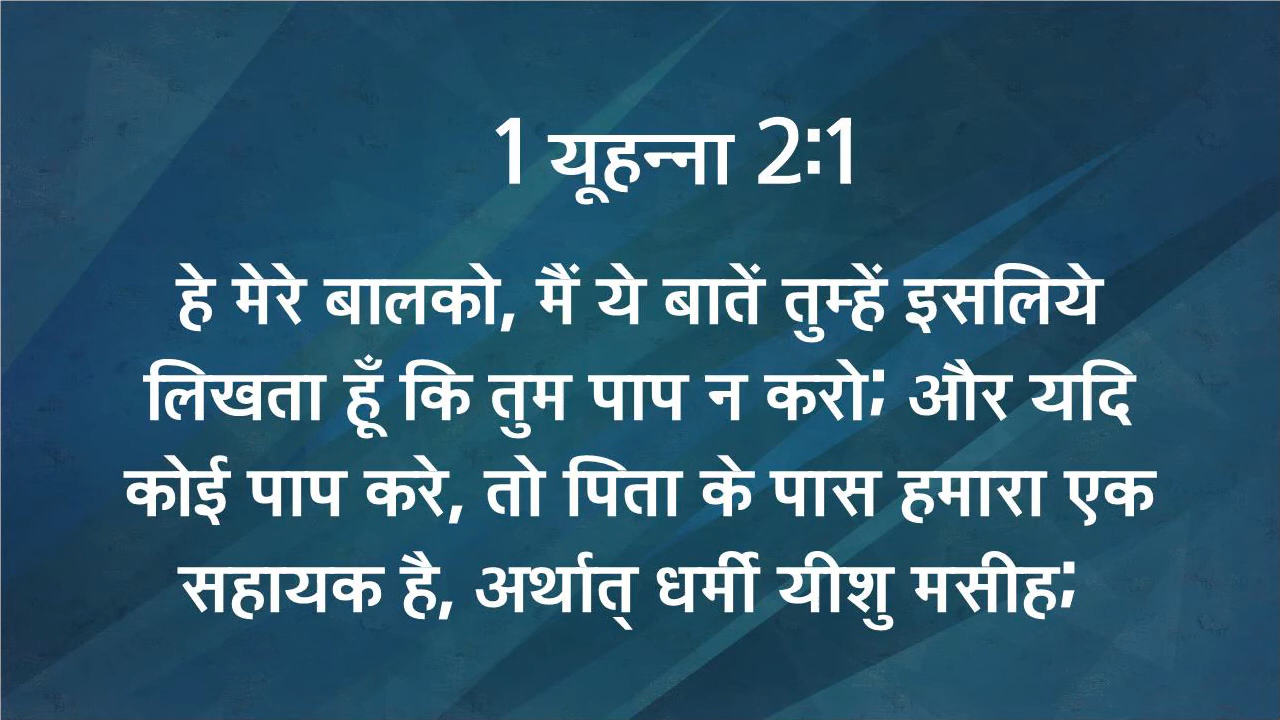 1 यूहन्ना 2:1
हे मेरे बालको, मैं ये बातें तुम्हें इसलिये
लिखता हूँ कि तुम पाप न करो; और यदि
कोई पाप करे, तो पिता के पास हमारा एक
सहायक है, अर्थात् धर्मी यीशु मसीह;